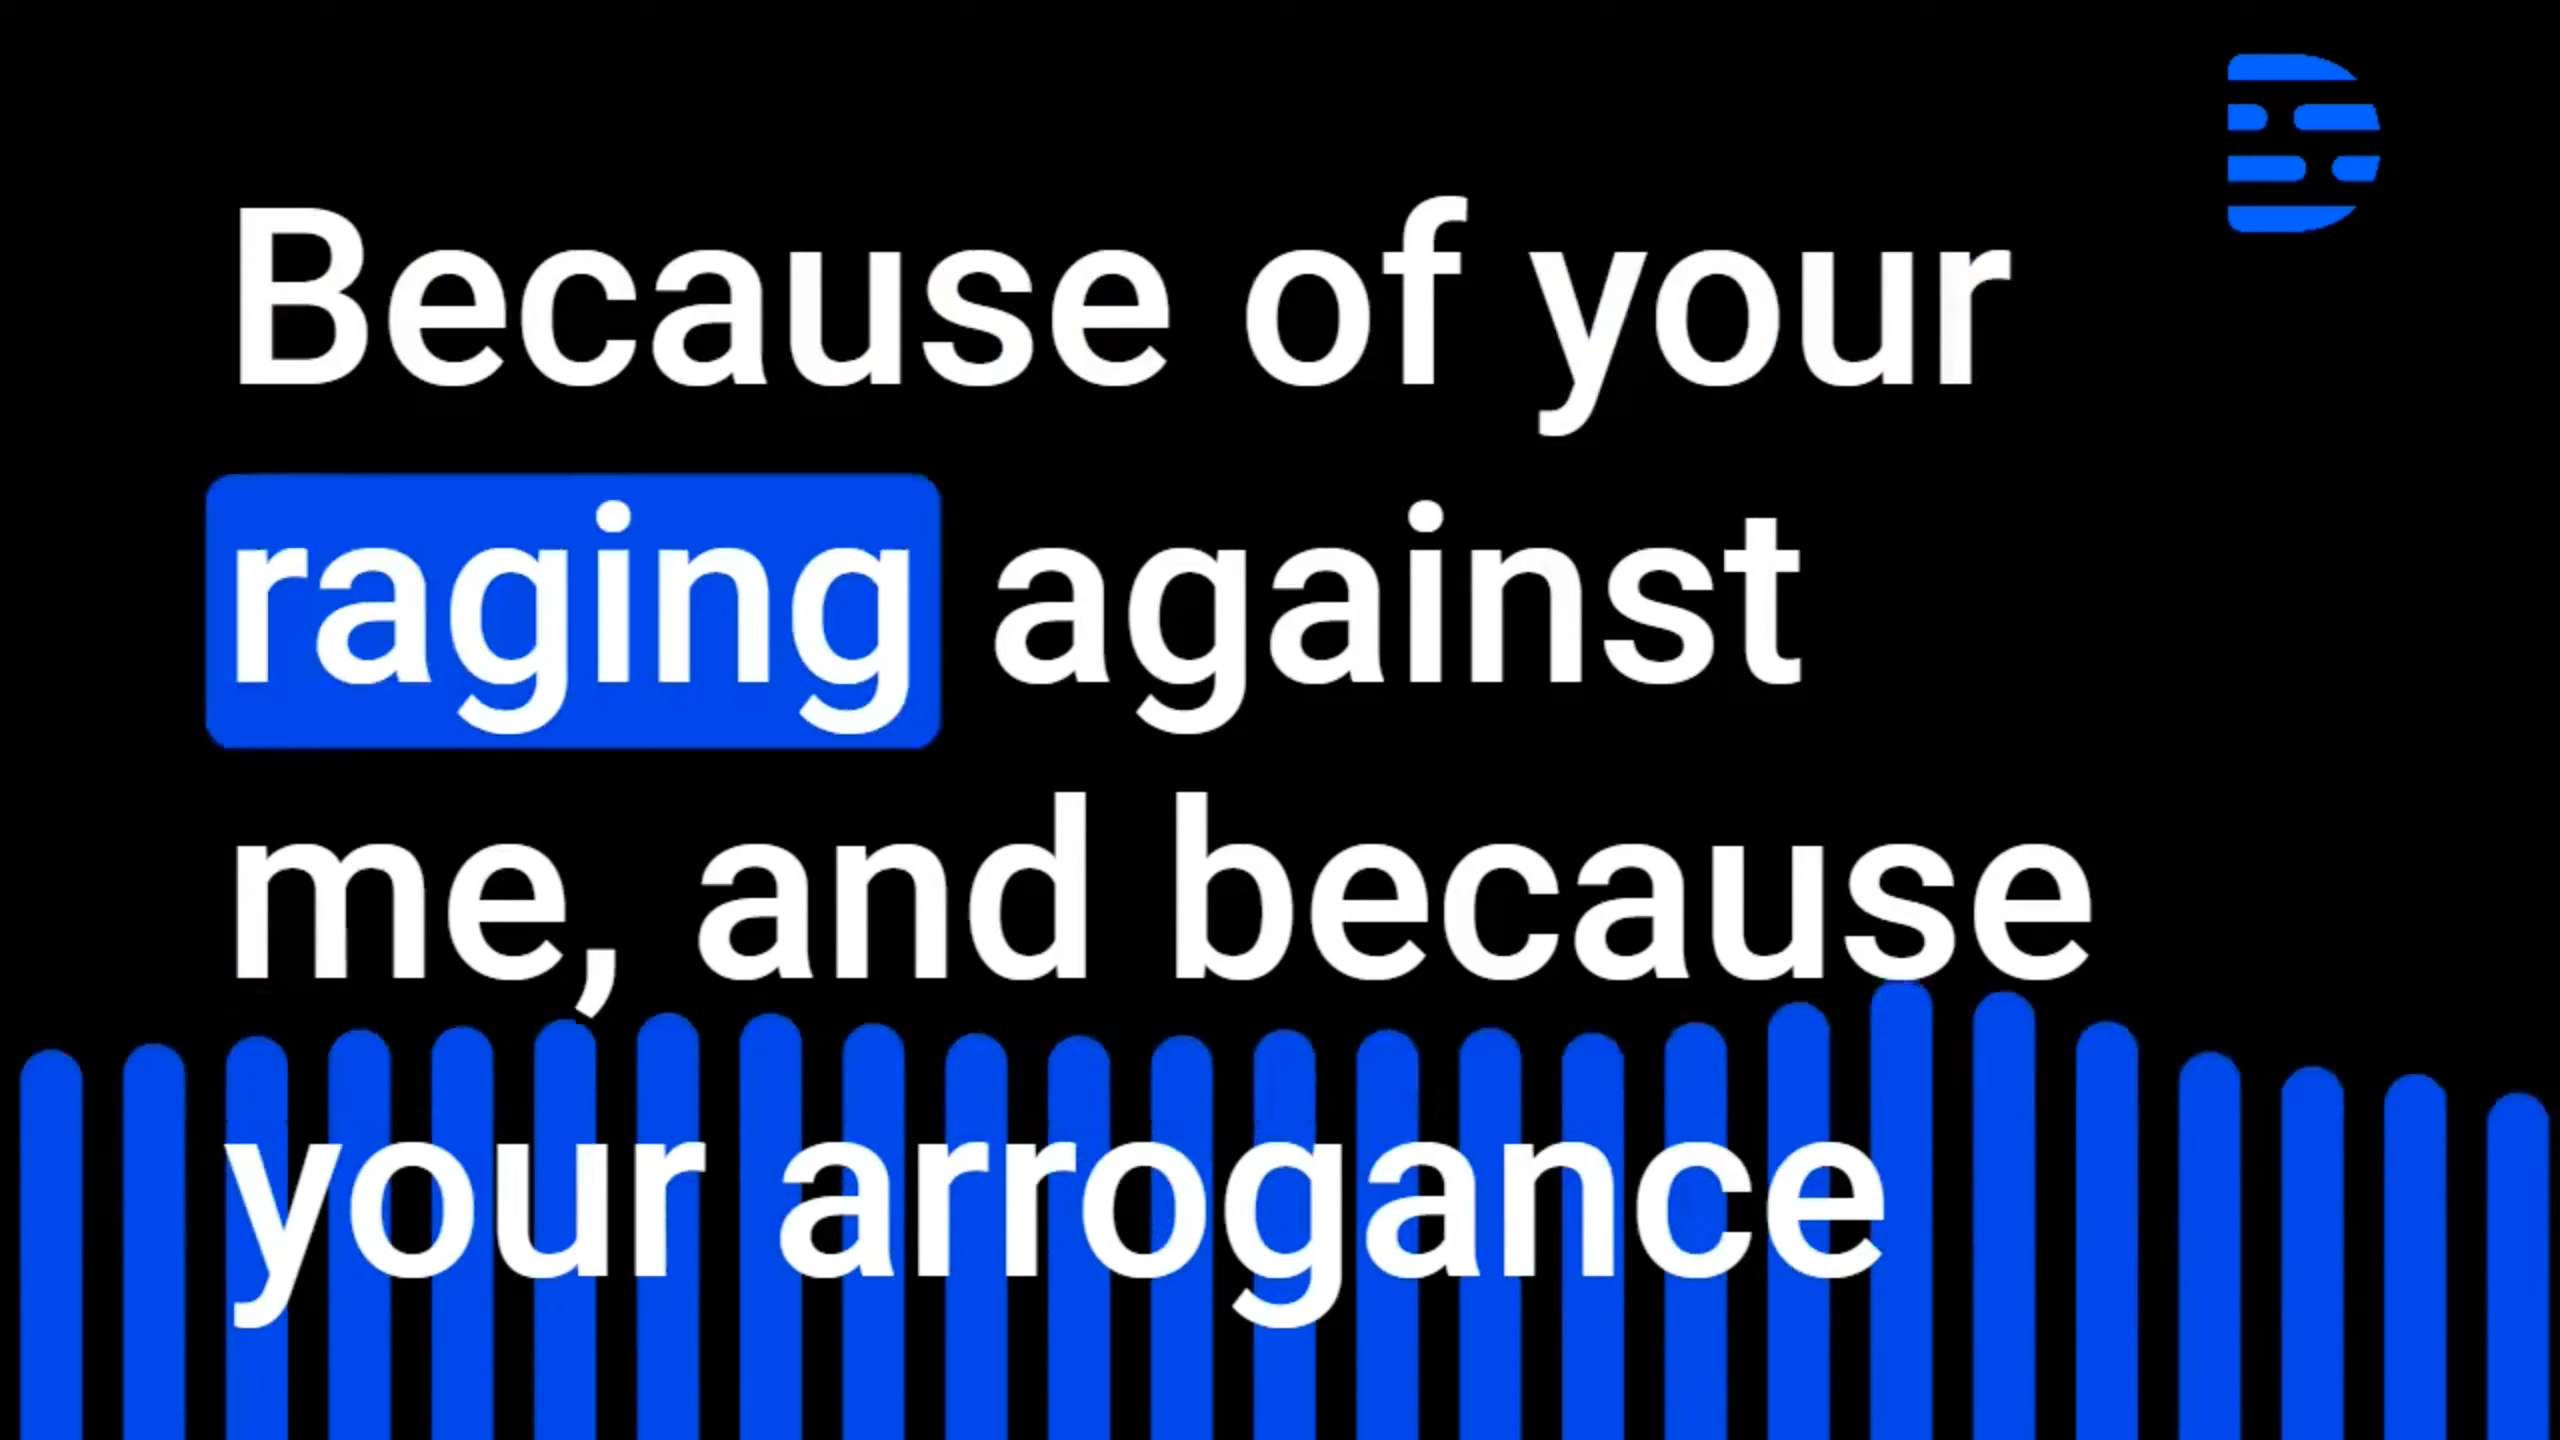 Because of your
raging against
me, and because
your arrogance